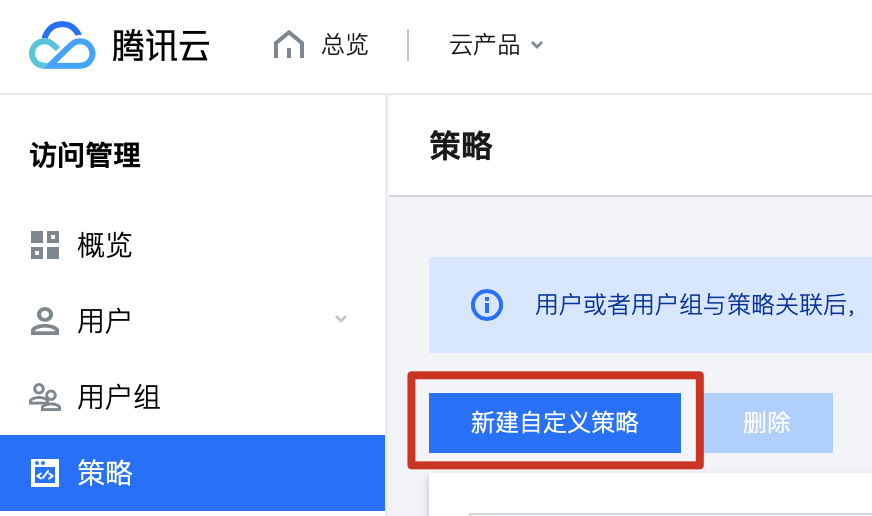 腾讯云 总览 云产品
访问管理
概览
用户
用户组
策略
策略
用户或者用户组与策略关联后,
新建自定义策略 删除